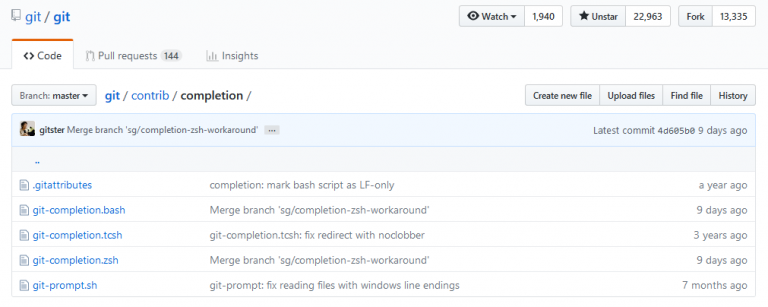 git / git
Watch 1,940 Unstar 22,963 Fork 13,335
Code Pull requests 144 Insights
Branch: master git / contrib / completion / Create new file Upload files Find file History
gitster Merge branch 'sg/completion-zsh-workaround' ... Latest commit 4d605b0 9 days ago
..
.gitattributes completion: mark bash script as LF-only a year ago
git-completion.bash Merge branch 'sg/completion-zsh-workaround' 9 days ago
git-completion.tcsh git-completion.tcsh: fix redirect with noclobber 3 years ago
git-completion.zsh Merge branch 'sg/completion-zsh-workaround' 9 days ago
git-prompt.sh git-prompt: fix reading files with windows line endings 7 months ago